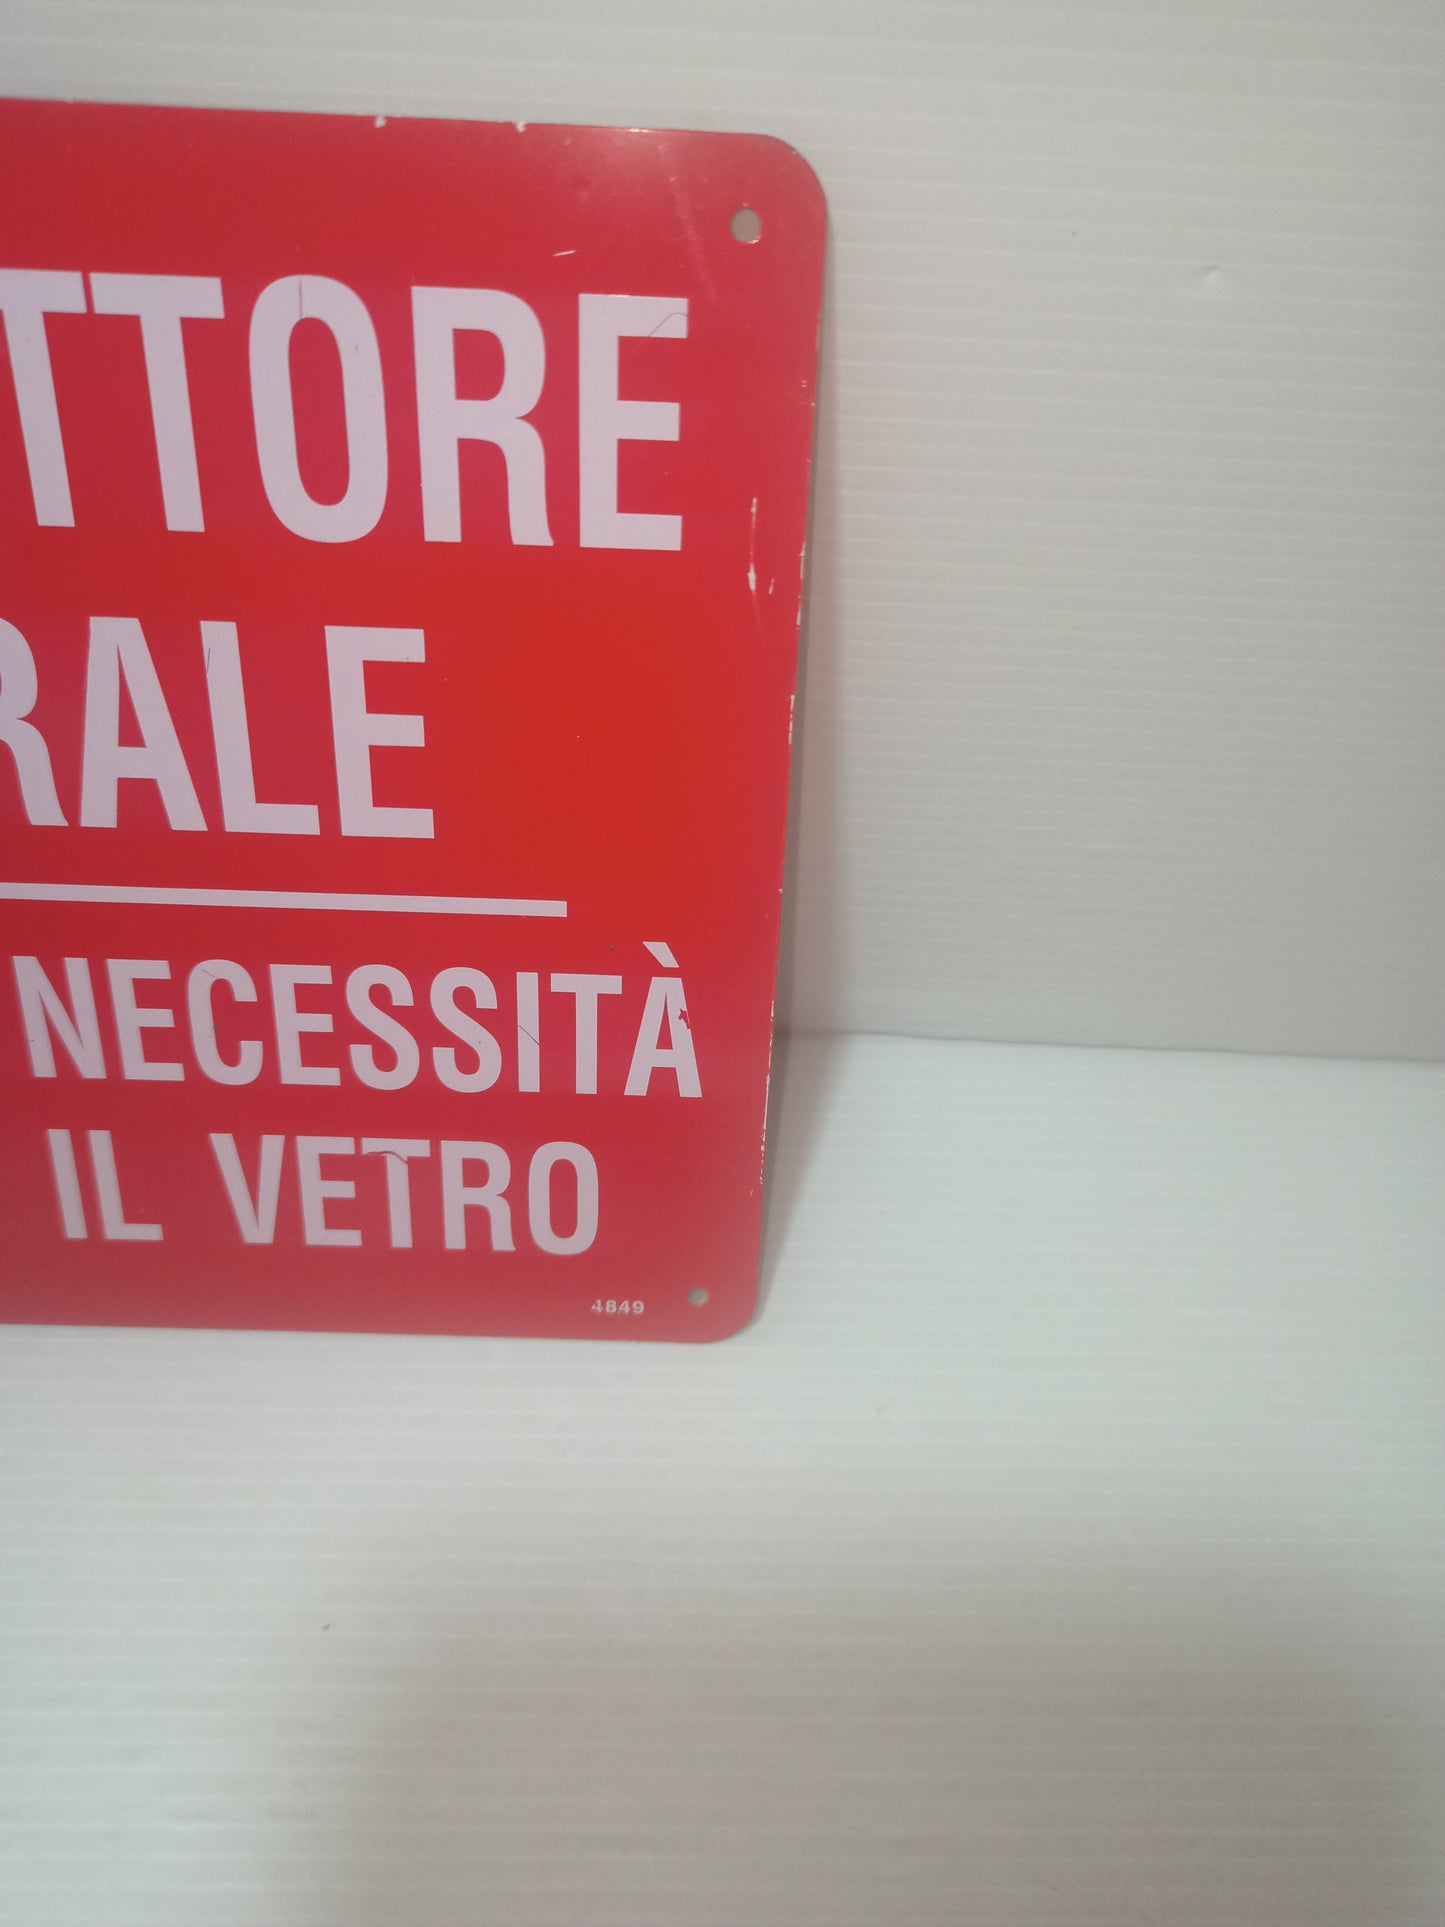 TTORE
RALE
NECESSITÀ
IL VETRO
4849